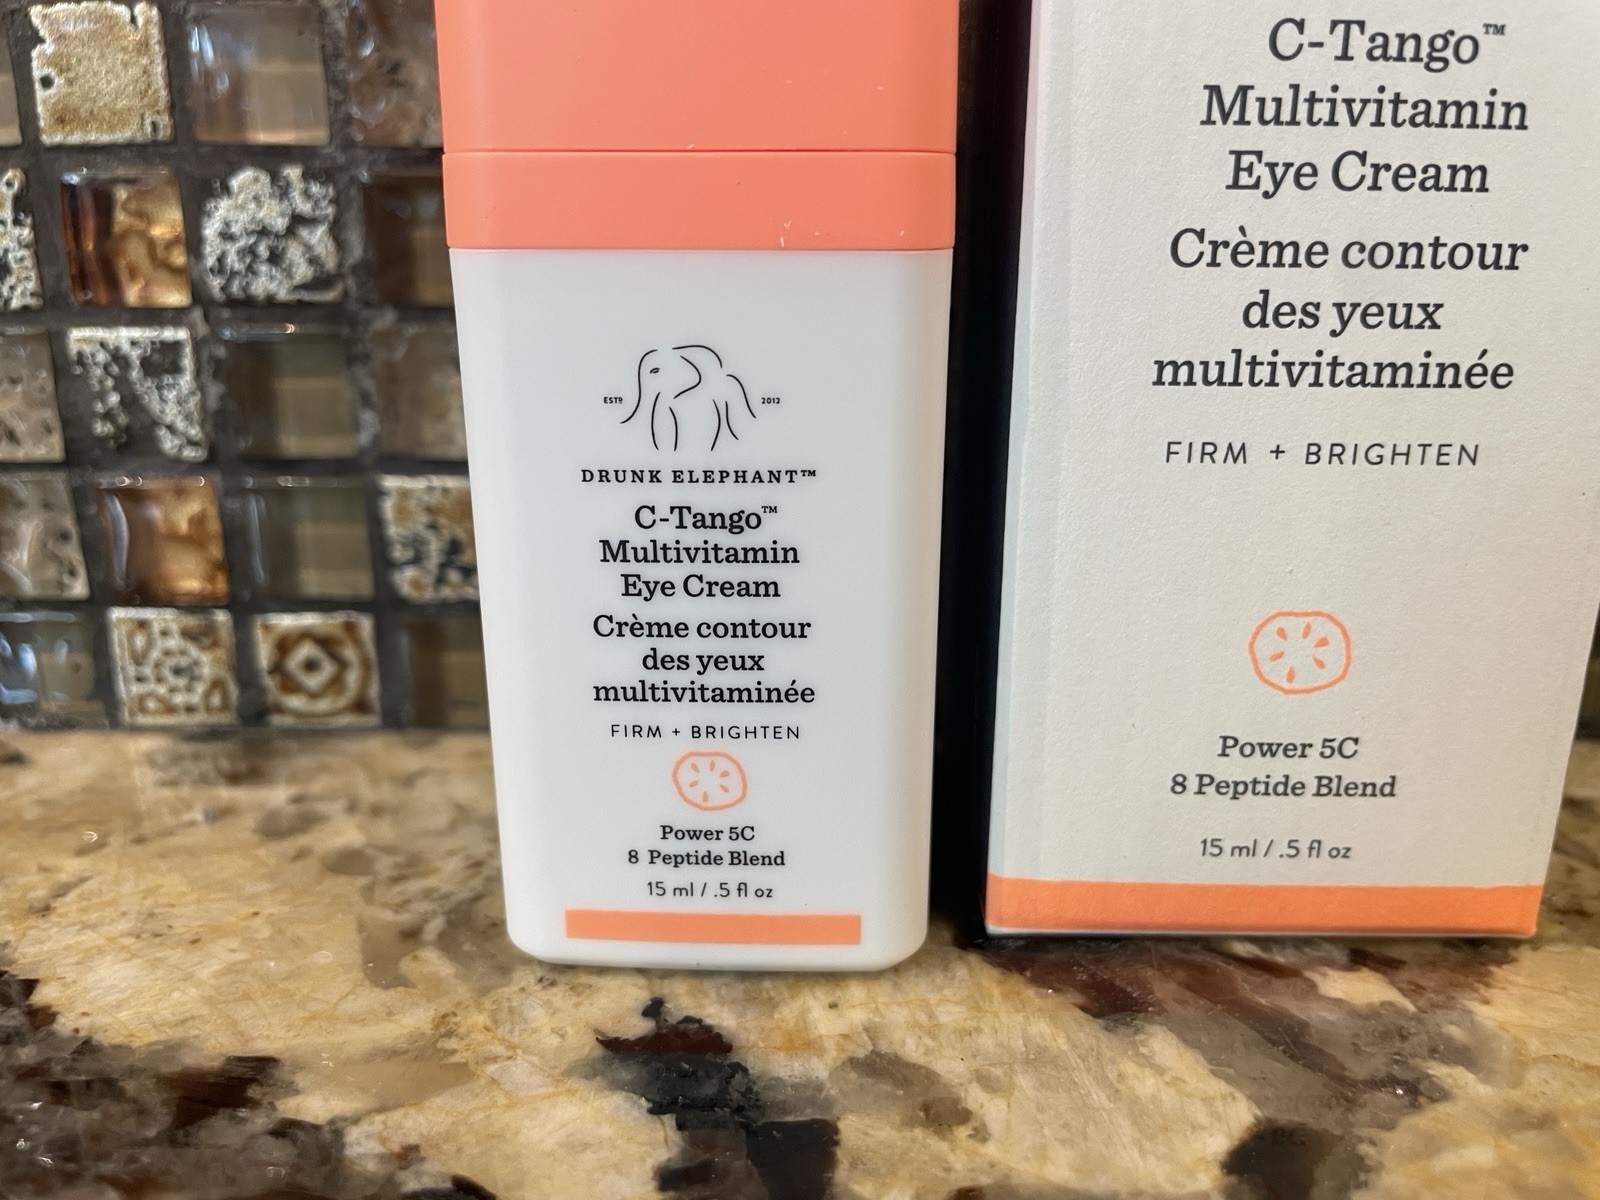 ESTD 2012
DRUNK ELEPHANT™
C-Tango™
Multivitamin
Eye Cream
Crème contour
des yeux
multivitaminée
FIRM + BRIGHTEN
Power 5C
8 Peptide Blend
15 ml / .5 fl oz
C-Tango™
Multivitamin
Eye Cream
Crème contour
des yeux
multivitaminée
FIRM + BRIGHTEN
Power 5C
8 Peptide Blend
15 ml / .5 fl oz